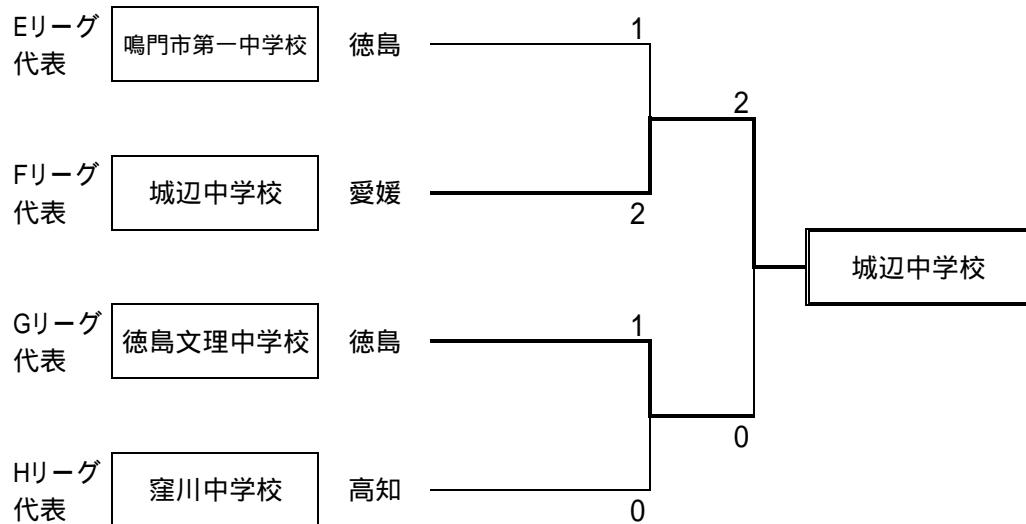 Eリーグ
代表
鳴門市第一中学校
徳島
1
2
Fリーグ
代表
城辺中学校
愛媛
2
城辺中学校
Gリーグ
代表
徳島文理中学校
徳島
1
0
Hリーグ
代表
窪川中学校
高知
0